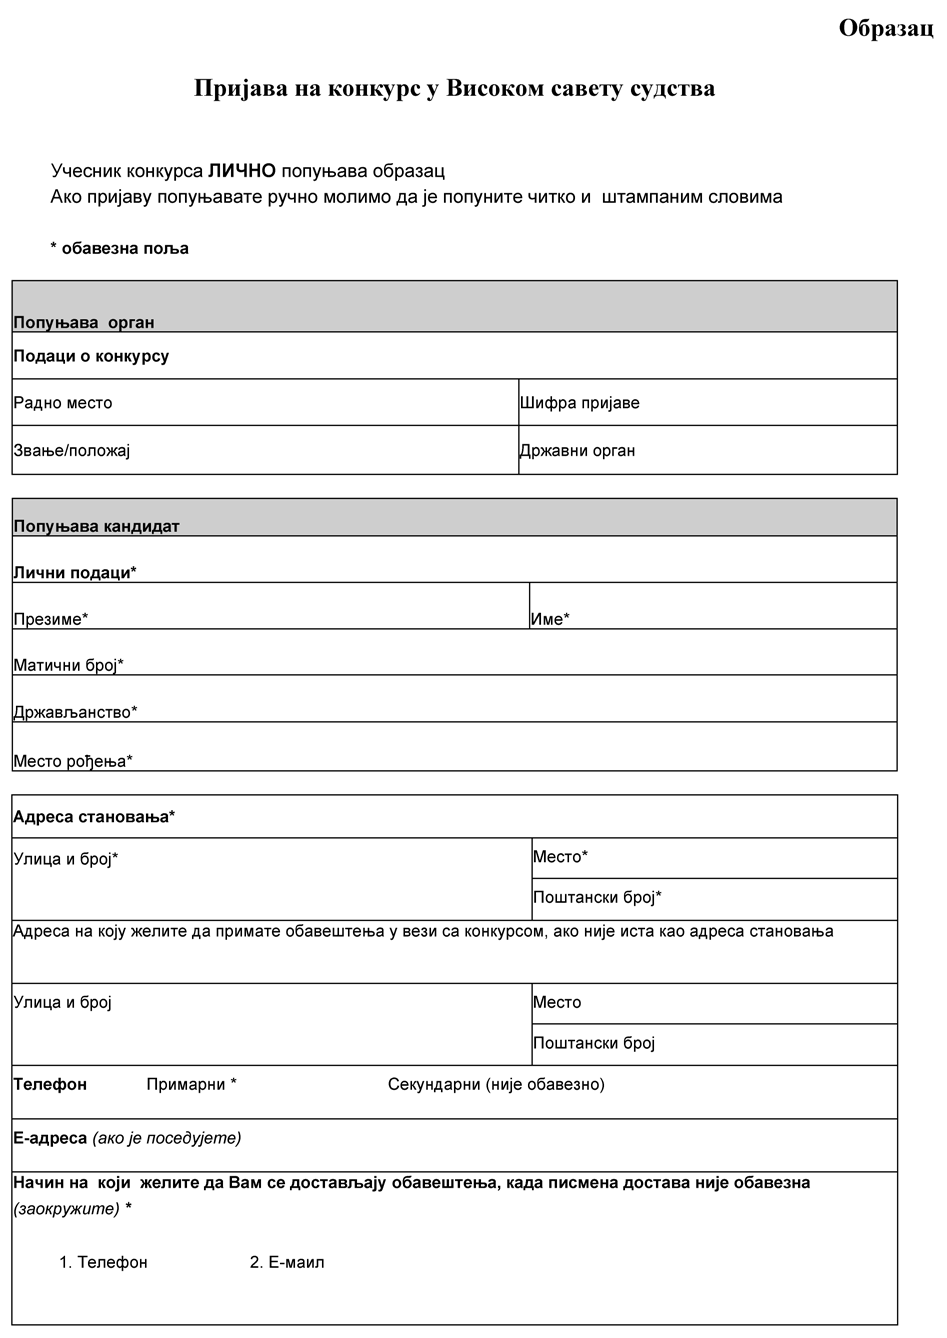 Образац
Пријава на конкурс у Високом савету судства
Учесник конкурса ЛИЧНО попуњава образац
Ако пријаву попуњавате ручно молимо да је попуните читко и штампаним словима
* обавезна поља
Попуњава орган
Подаци о конкурсу
Радно место
Шифра пријаве
Звање/положај
Државни орган
Попуњава кандидат
Лични подаци*
Презиме*
Име*
Матични број*
Држављанство*
Место рођења*
Адреса становања*
Улица и број*
Место*
Поштански број*
Адреса на коју желите да примате обавештења у вези са конкурсом, ако није иста као адреса становања
Улица и број
Место
Поштански број
Телефон Примарни * Секундарни (није обавезно)
Е-адреса (ако је поседујете)
Начин на који желите да Вам се достављају обавештења, када писмена достава није обавезна
(заокружите) *
1. Телефон 2. Е-маил